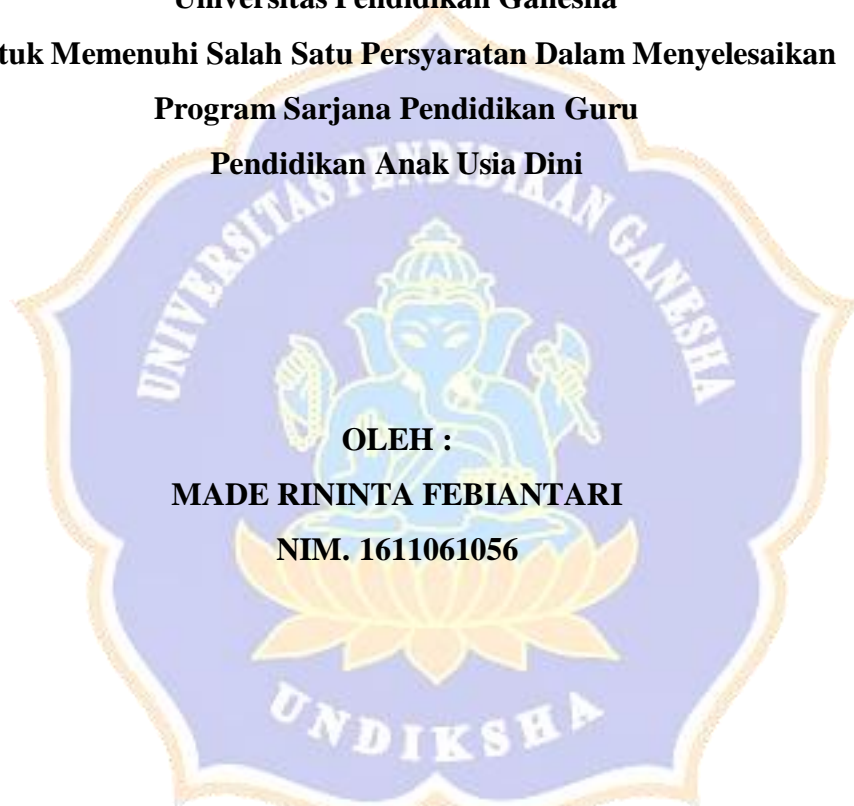 Universitas Pendidikan Ganesha
tuk Memenuhi Salah Satu Persyaratan Dalam Menyelesaikan
Program Sarjana Pendidikan Guru
Pendidikan Anak Usia Dini
UNIVERSITAS PENDIDIKAN GANESHA
OLEH :
MADE RININTA FEBIANTARI
NIM. 1611061056
UNDIKSHA